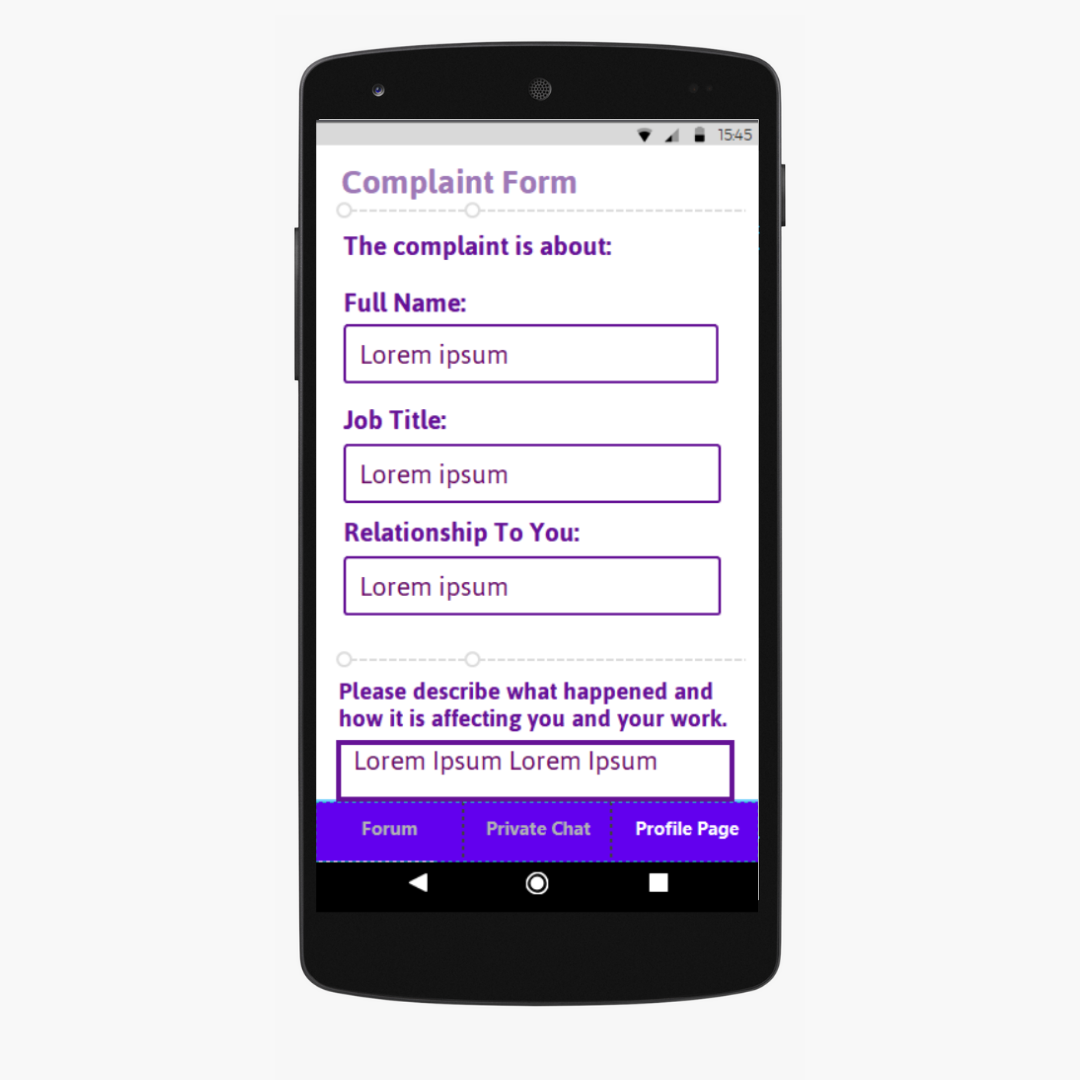 15:45
Complaint Form
The complaint is about:
Full Name:
Lorem ipsum
Job Title:
Lorem ipsum
Relationship To You:
Lorem ipsum
Please describe what happened and
how it is affecting you and your work.
Lorem Ipsum Lorem Ipsum
Forum Private Chat Profile Page